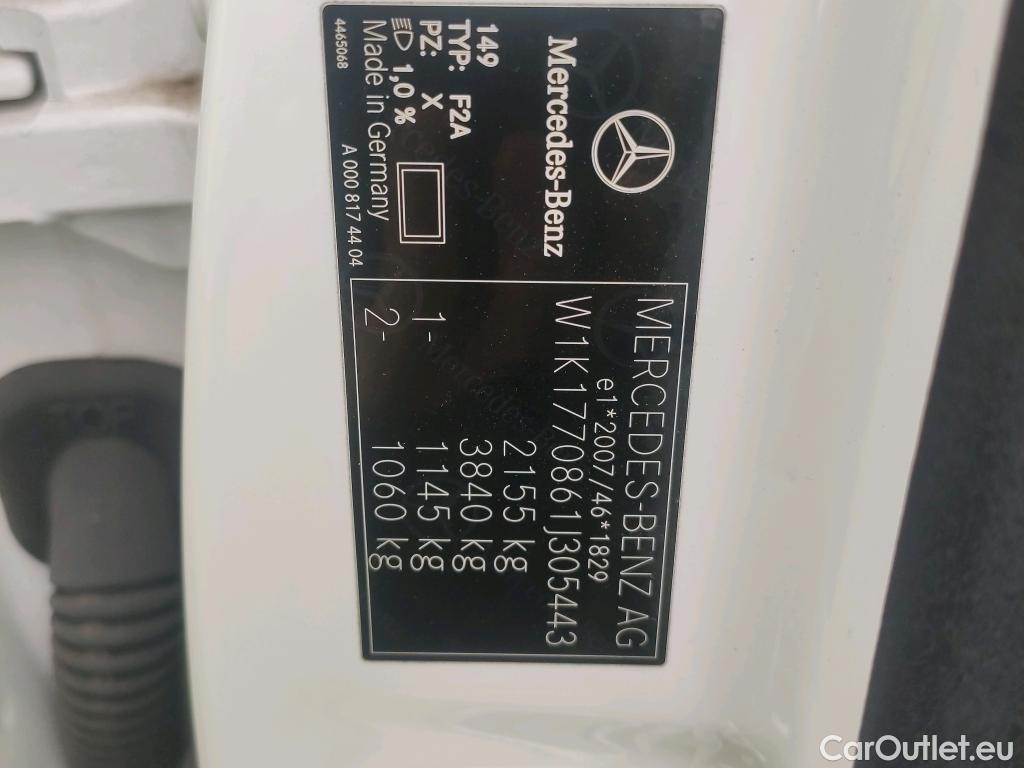 MERCEDES-BENZ AG
e1*2007/46*1829
W1K1770861J305443
2155 kg
3840 kg
1- 1145 kg
2- 1060 kg
Mercedes-Benz
149
TYP: F2A
PZ: X
1,0 %
Made in Germany
4465068
A 000 817 44 04
CarOutlet.eu